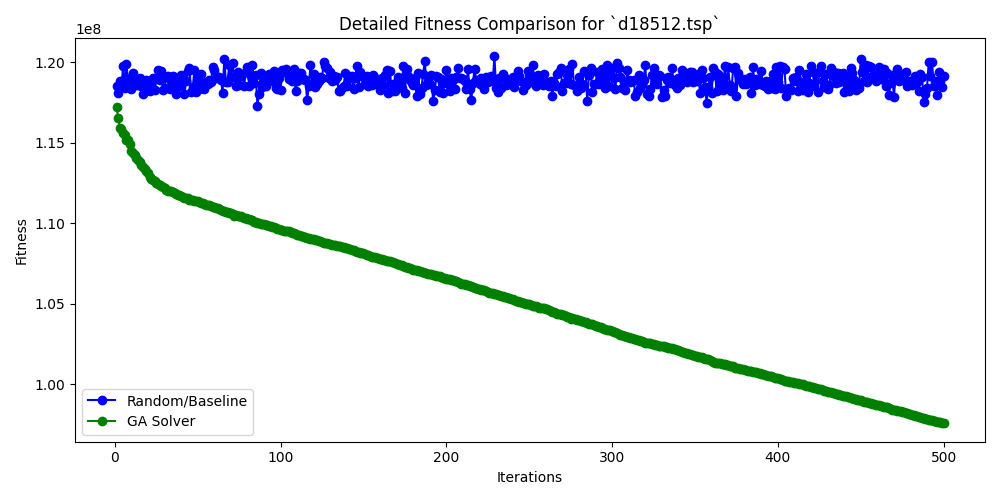 Detailed Fitness Comparison for `d18512.tsp`
1e8
1.20
1.15
1.10
1.05
1.00
Fitness
Random/Baseline
GA Solver
0
100
200
300
400
500
Iterations